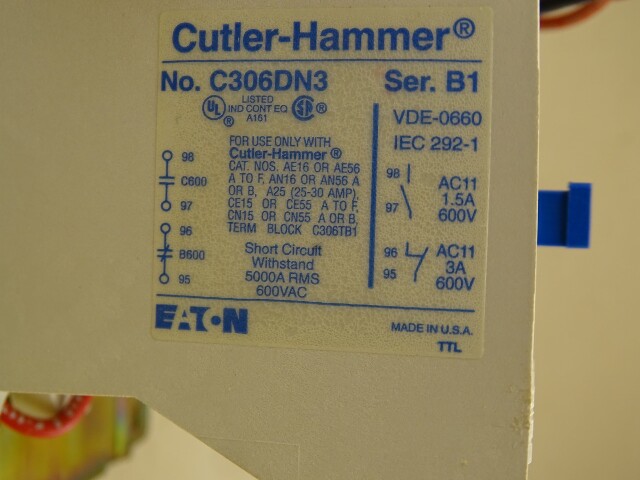 Cutler-Hammer®
No. C306DN3 Ser. B1
UL® LISTED IND CONT EQ A161 SA®
VDE-0660
IEC 292-1
FOR USE ONLY WITH
Cutler-Hammer®
CAT. NOS. AE16 OR AE56
A TO F, AN16 OR AN56 A
OR B, A25 (25-30 AMP),
CE15 OR CE55 A TO F,
CN15 OR CN55 A OR B,
TERM BLOCK C306TB1
Short Circuit
Withstand
5000A RMS
600VAC
98
C600
97
96
B600
95
98
97
AC11
1.5A
600V
96
95
AC11
3A
600V
EATON
MADE IN U.S.A.
TTL